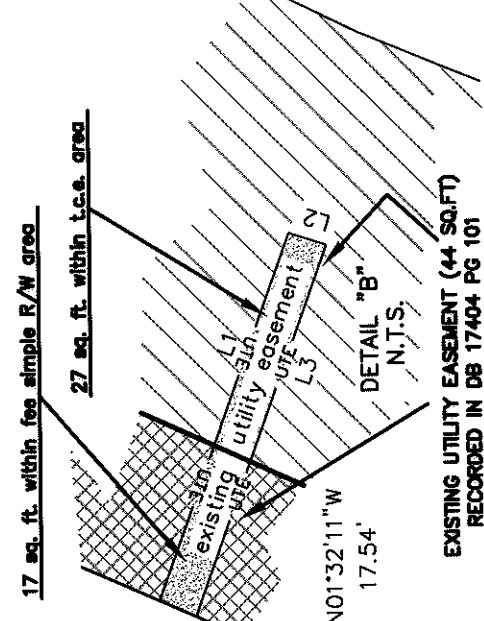 17 sq. ft. within fee simple R/W area
27 sq. ft. within t.c.e. area
L1
UTE
existing utility easement
UTE
UTE
L2
L3
DETAIL "B"
N.T.S.
N01°32'11"W
17.54'
EXISTING UTILITY EASEMENT (44 SQ.FT)
RECORDED IN DB 17404 PG 101